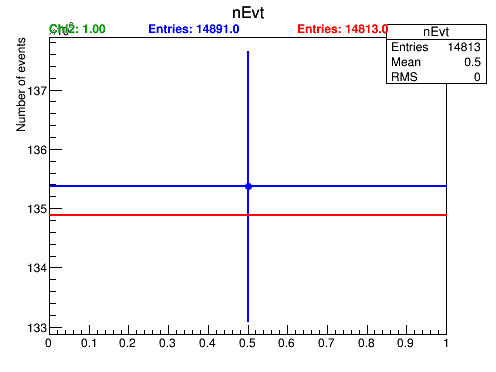 nEvt
Chi2: 1.00 Entries: 14891.0 Entries: 14813.0
nEvt
Entries 14813
Mean 0.5
RMS 0
Number of events
137
136
135
134
133
0 0.1 0.2 0.3 0.4 0.5 0.6 0.7 0.8 0.9 1